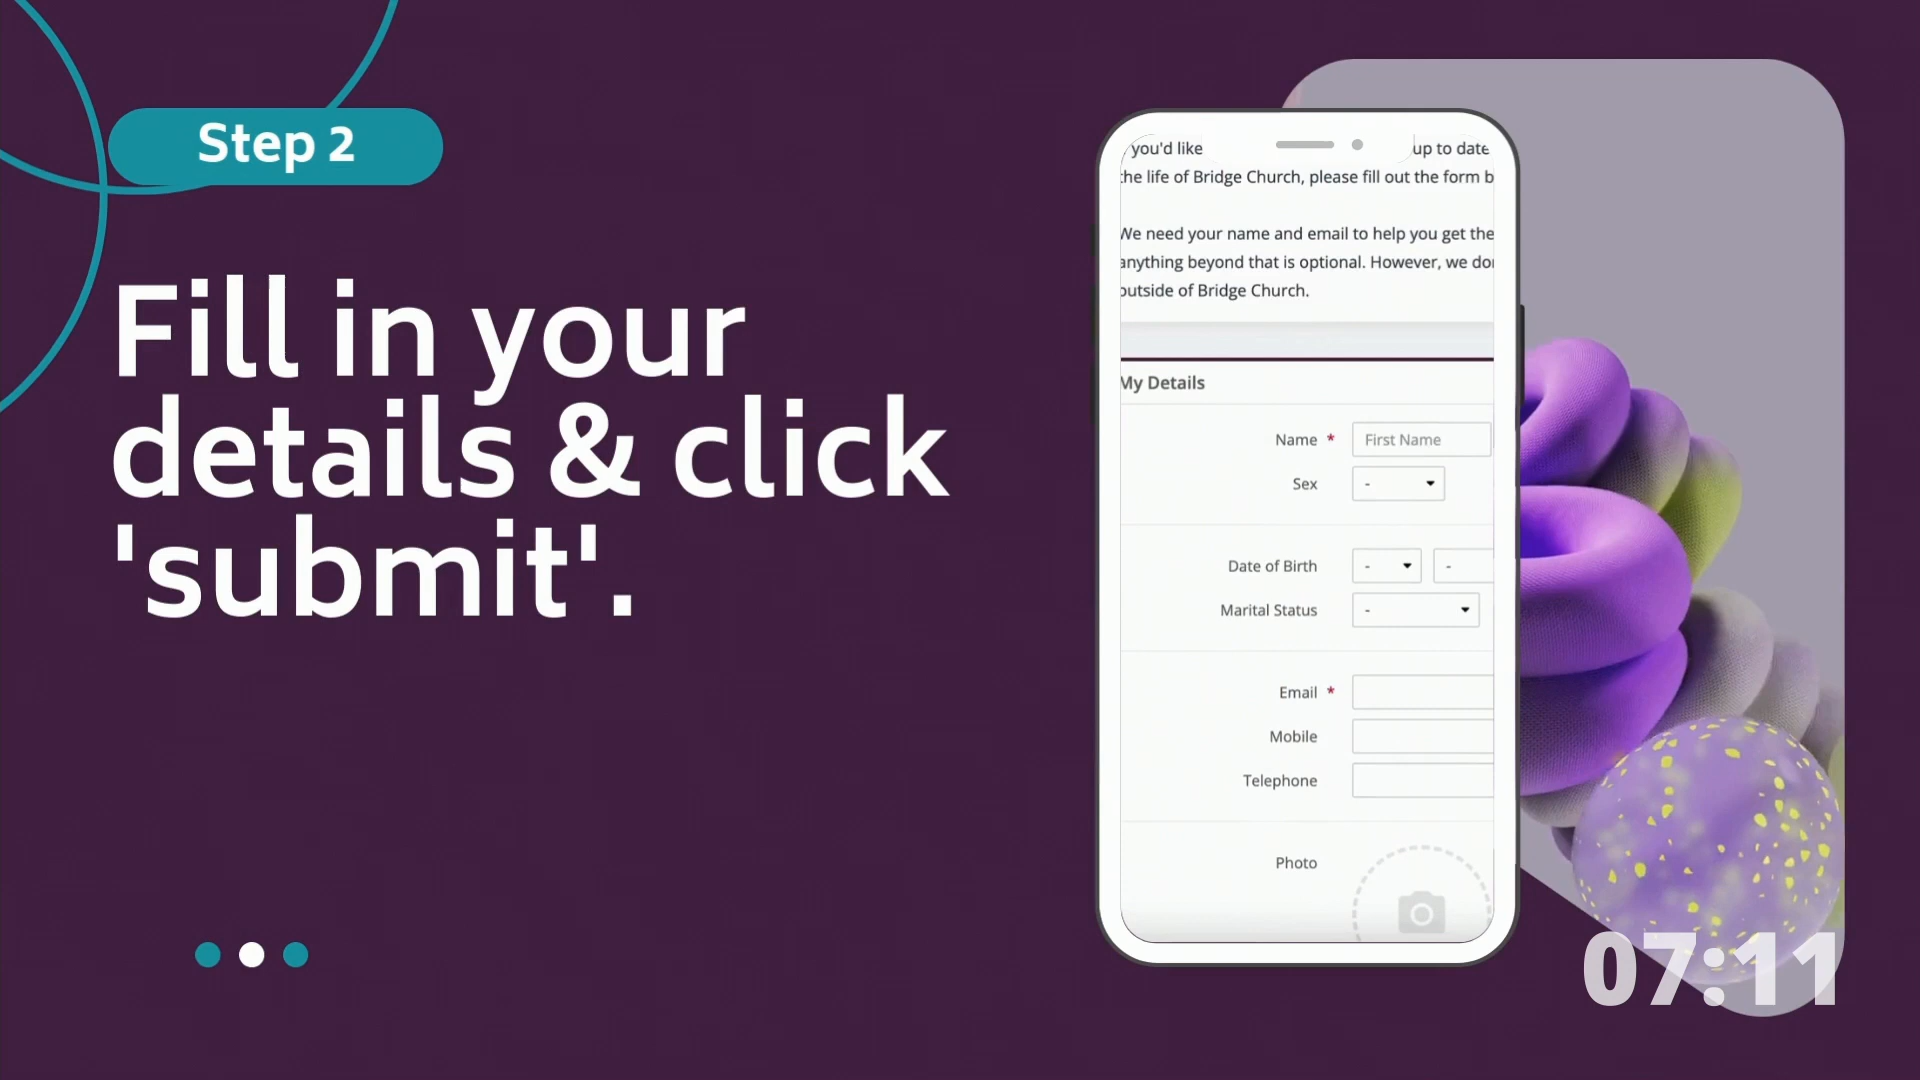 Step 2
Fill in your
details & click
'submit'.
you'd like up to date
the life of Bridge Church, please fill out the form b
We need your name and email to help you get the
anything beyond that is optional. However, we don
outside of Bridge Church.
My Details
Name * First Name
Sex -
Date of Birth - -
Marital Status -
Email *
Mobile
Telephone
Photo
07:11